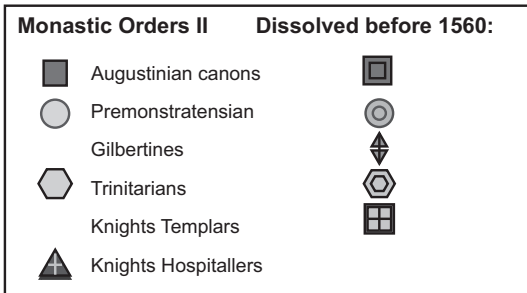 Monastic Orders II Dissolved before 1560:
Augustinian canons
Premonstratensian
Gilbertines
Trinitarians
Knights Templars
Knights Hospitallers